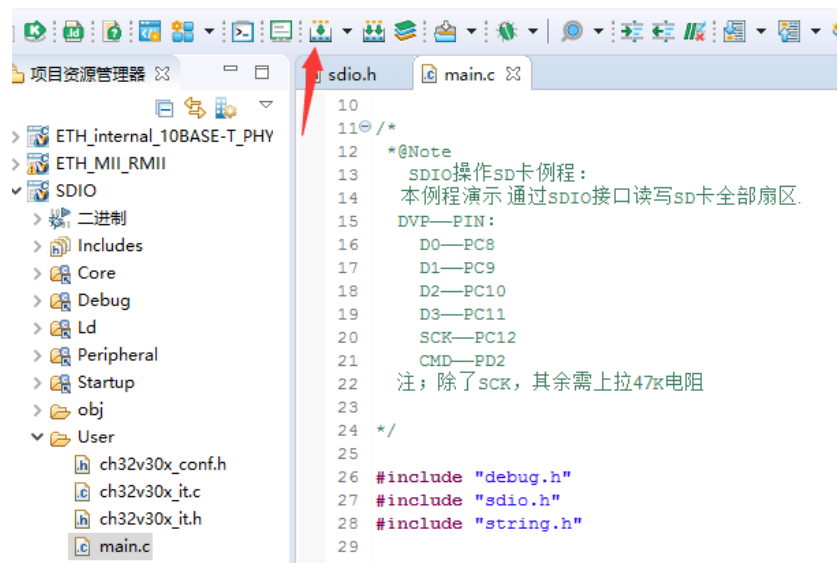 项目资源管理器
ETH_internal_10BASE-T_PHY
ETH_MII_RMII
SDIO
二进制
Includes
Core
Debug
Ld
Peripheral
Startup
obj
User
ch32v30x_conf.h
ch32v30x_it.c
ch32v30x_it.h
main.c
sdio.h
main.c
10
11 /*
12 *@Note
13 SDIO操作SD卡例程：
14 本例程演示 通过SDIO接口读写SD卡全部扇区.
15 DVP——PIN：
16 D0——PC8
17 D1——PC9
18 D2——PC10
19 D3——PC11
20 SCK——PC12
21 CMD——PD2
22 注；除了SCK，其余需上拉47K电阻
23
24 */
25
26 #include "debug.h"
27 #include "sdio.h"
28 #include "string.h"
29